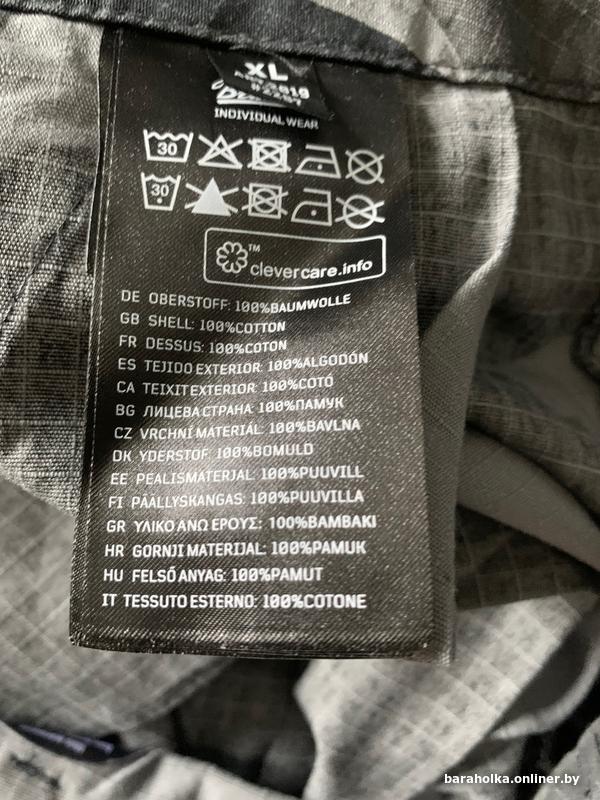 XL
INDIVIDUAL WEAR
30
30
TM
clevercare.info
DE OBERSTOFF: 100%BAUMWOLLE
GB SHELL: 100%COTTON
FR DESSUS: 100%COTON
ES TEJIDO EXTERIOR: 100%ALGODÓN
CA TEIXIT EXTERIOR: 100%COTÓ
BG ЛИЦЕВА СТРАНА: 100%ПАМУК
CZ VRCHNÍ MATERIÁL: 100%BAVLNA
DK YDERSTOF: 100%BOMULD
EE PEALISMATERJAL: 100%PUUVILL
FI PÄÄLLYSKANGAS: 100%PUUVILLA
GR ΥΛΙΚΟ ΑΝΩ ΕΡΟΥΣ: 100%ΒΑΜΒΑΚΙ
HR GORNJI MATERIJAL: 100%PAMUK
HU FELSŐ ANYAG: 100%PAMUT
IT TESSUTO ESTERNO: 100%COTONE
baraholka.onliner.by